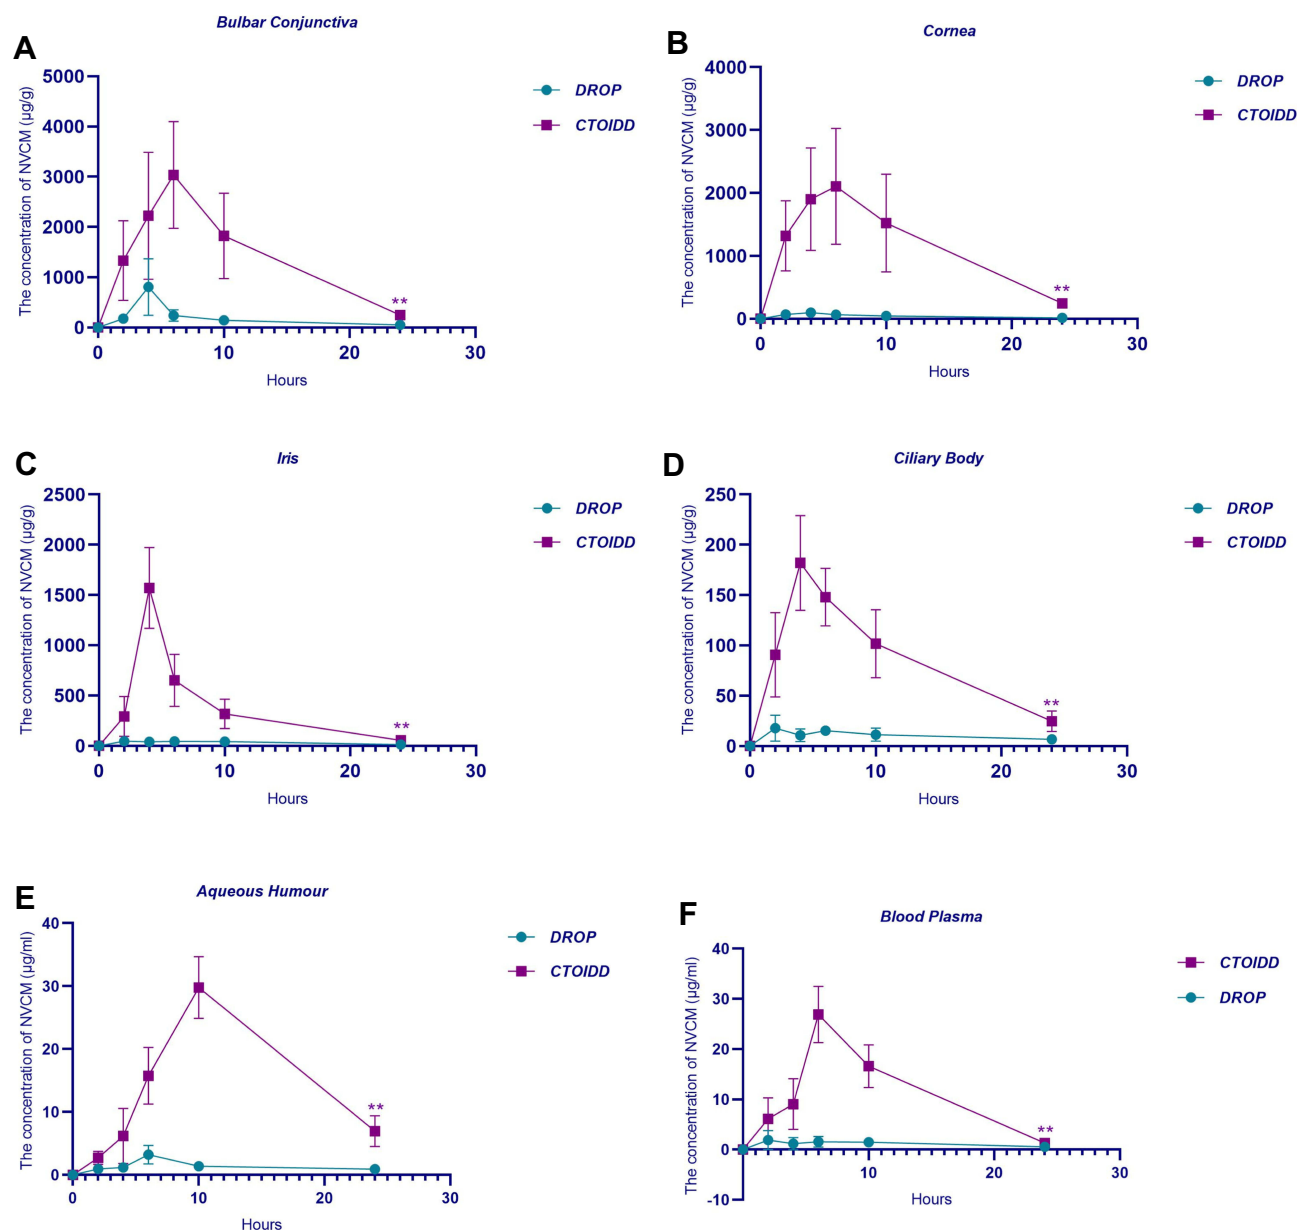 A
Bulbar Conjunctiva
The concentration of NVCM (µg/g)
5000
4000
3000
2000
1000
0
0
10
20
30
Hours
DROP
CTOIDD
**
B
Cornea
The concentration of NVCM (µg/g)
4000
3000
2000
1000
0
0
10
20
30
Hours
DROP
CTOIDD
**
C
Iris
The concentration of NVCM (µg/g)
2500
2000
1500
1000
500
0
0
10
20
30
Hours
DROP
CTOIDD
**
D
Ciliary Body
The concentration of NVCM (µg/g)
250
200
150
100
50
0
0
10
20
30
Hours
DROP
CTOIDD
**
E
Aqueous Humour
The concentration of NVCM (µg/ml)
40
30
20
10
0
0
10
20
30
Hours
DROP
CTOIDD
**
F
Blood Plasma
The concentration of NVCM (µg/ml)
40
30
20
10
0
-10
10
20
30
Hours
CTOIDD
DROP
**